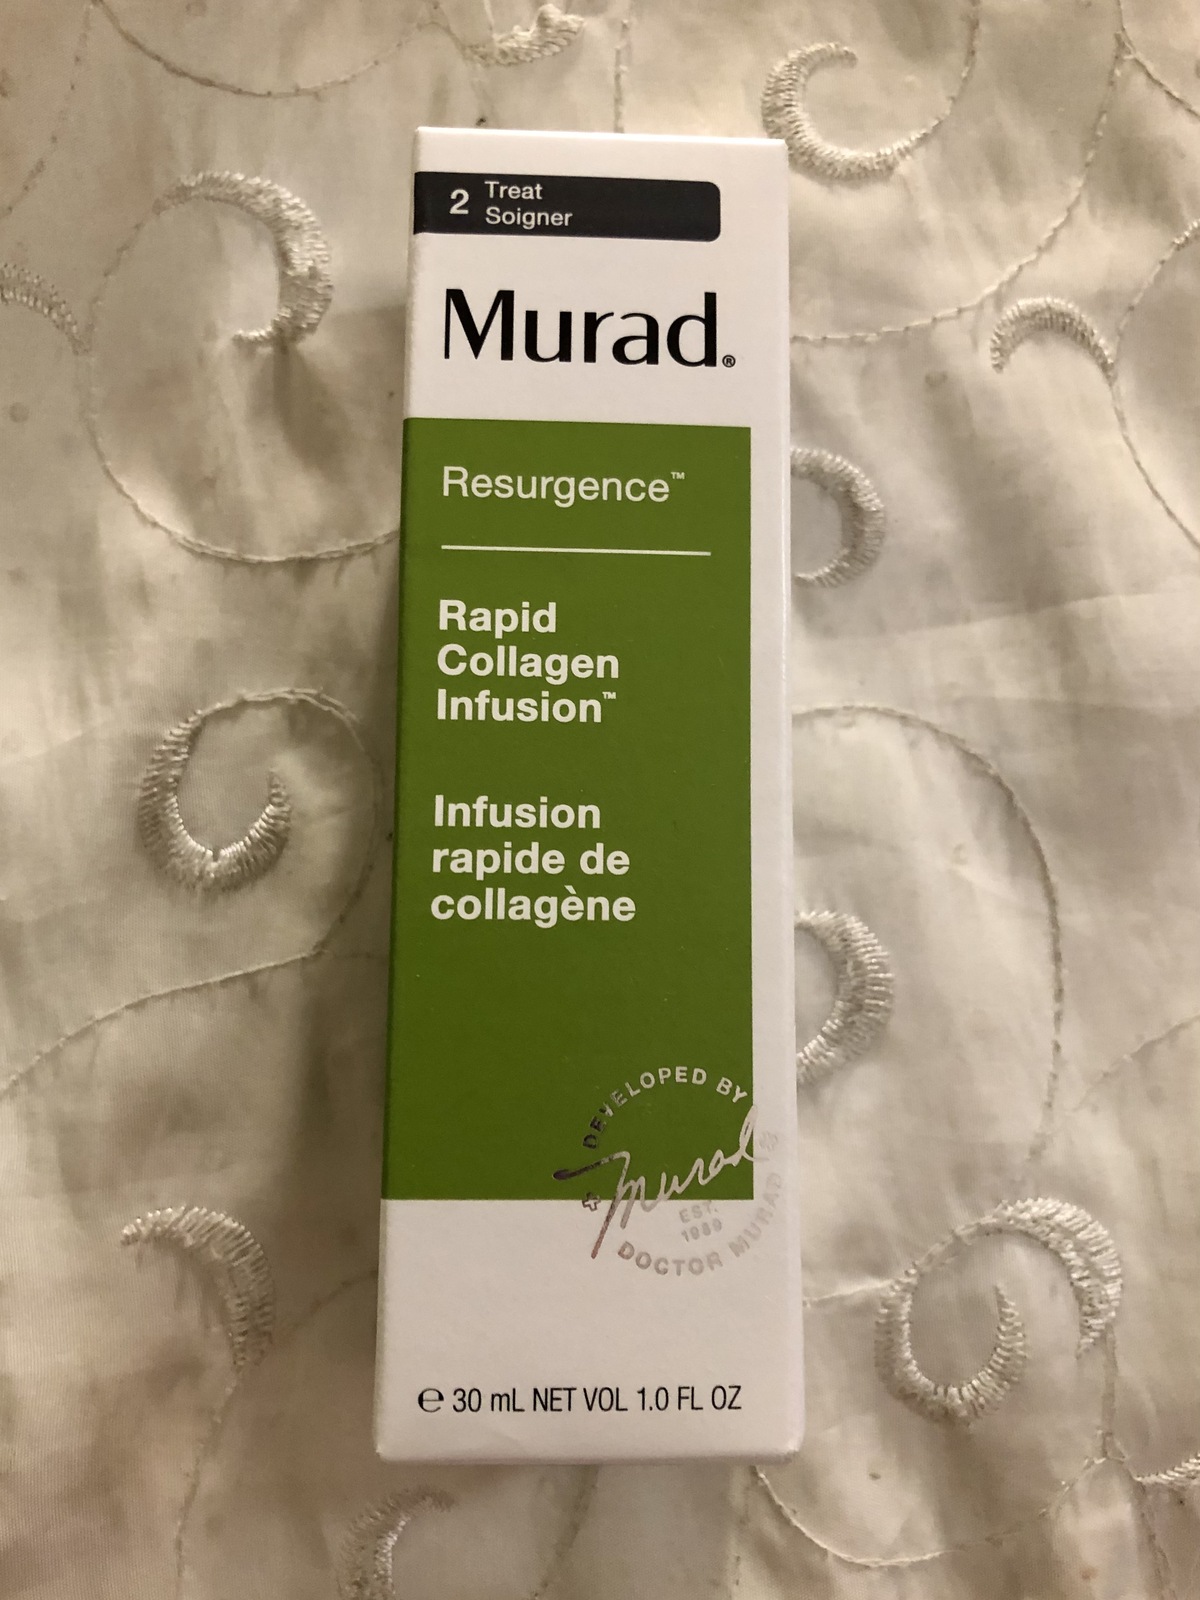 2 Treat
Soigner
Murad®
Resurgence™
Rapid
Collagen
Infusion™
Infusion
rapide de
collagène
DEVELOPED BY
Murad®
EST.
1989
DOCTOR MURAD
℮ 30 mL NET VOL 1.0 FL OZ